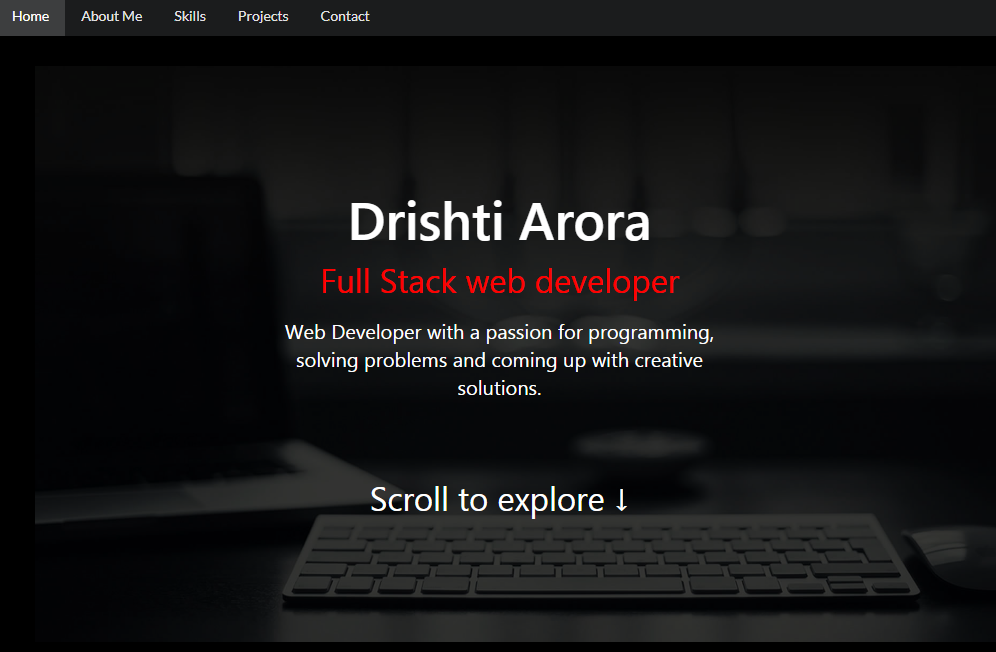 Home About Me Skills Projects Contact
Drishti Arora
Full Stack web developer
Web Developer with a passion for programming,
solving problems and coming up with creative
solutions.
Scroll to explore ↓